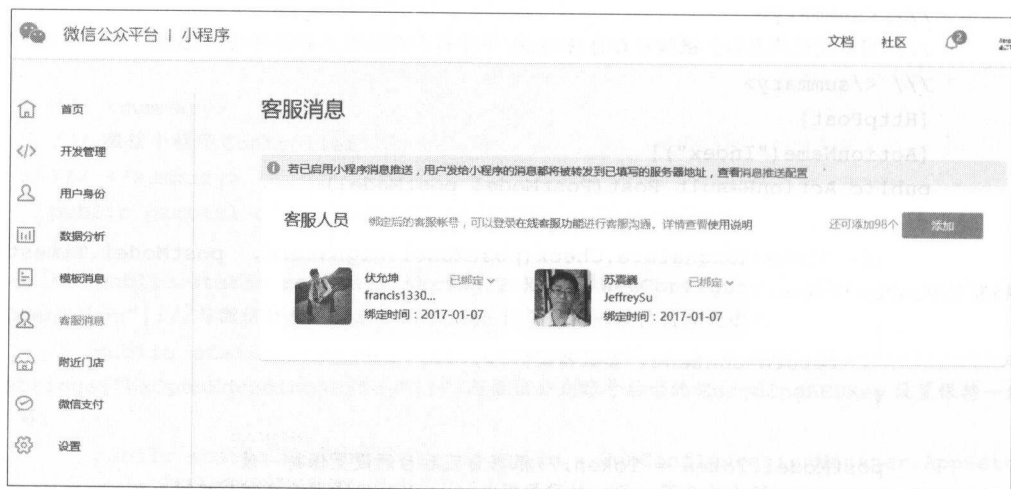 微信公众平台 | 小程序
文档 社区 2
首页
开发管理
用户身份
数据分析
模板消息
客服消息
附近门店
微信支付
设置
客服消息
若已启用小程序消息推送，用户发给小程序的消息都将被转发到已填写的服务器地址，查看消息推送配置
客服人员 绑定后的客服帐号，可以登录在线客服功能进行客服沟通。详情查看使用说明 还可添加98个 添加
伏允坤 已绑定
francis1330...
绑定时间：2017-01-07
苏震巍 已绑定
JeffreySu
绑定时间：2017-01-07